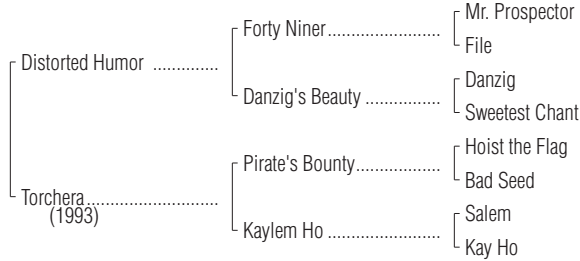 Mr. Prospector
Forty Niner
File
Distorted Humor
Danzig
Danzig's Beauty
Sweetest Chant
Hoist the Flag
Pirate's Bounty
Bad Seed
Torchera
(1993)
Salem
Kaylem Ho
Kay Ho